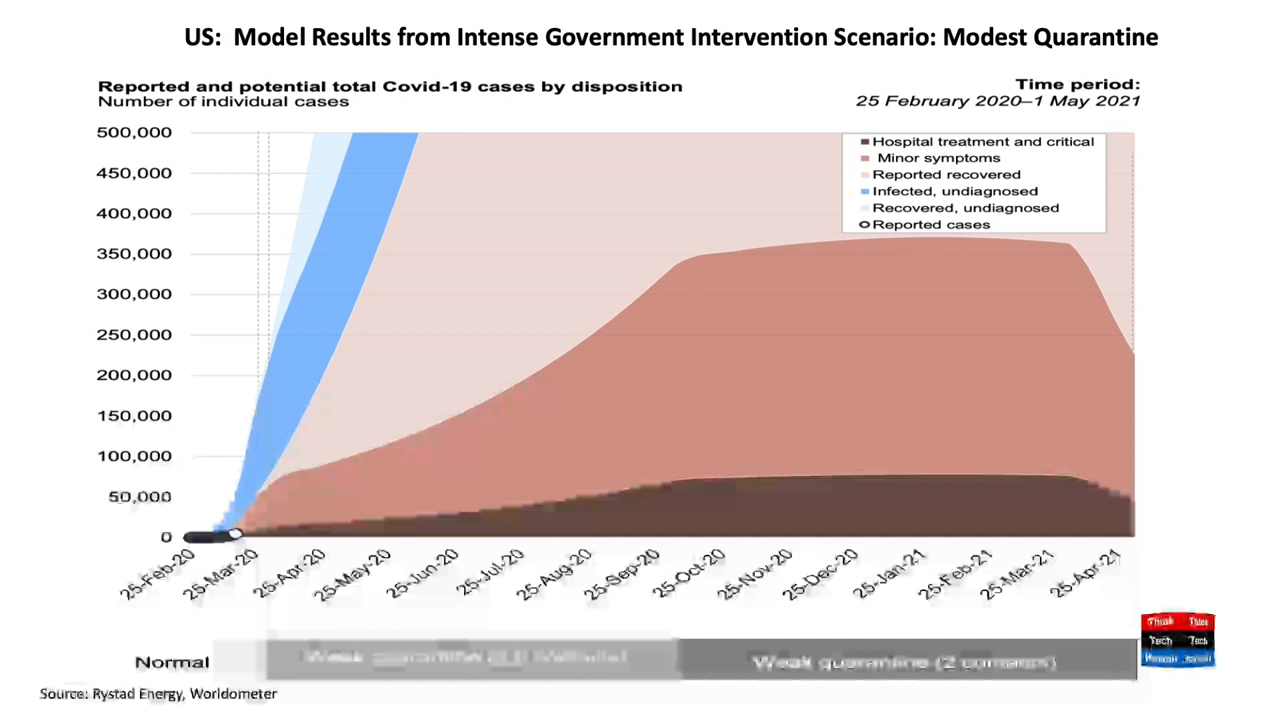 US:  Model Results from Intense Government Intervention Scenario: Modest Quarantine
Reported and potential total Covid-19 cases by disposition
Number of individual cases
Time period:
25 February 2020–1 May 2021
500,000
450,000
400,000
350,000
300,000
250,000
200,000
150,000
100,000
50,000
0
Hospital treatment and critical
Minor symptoms
Reported recovered
Infected, undiagnosed
Recovered, undiagnosed
Reported cases
25-Feb-20
25-Mar-20
25-Apr-20
25-May-20
25-Jun-20
25-Jul-20
25-Aug-20
25-Sep-20
25-Oct-20
25-Nov-20
25-Dec-20
25-Jan-21
25-Feb-21
25-Mar-21
25-Apr-21
Normal
Weak quarantine
Weak quarantine (2 contacts)
Think
Tech Tech
Source: Rystad Energy, Worldometer